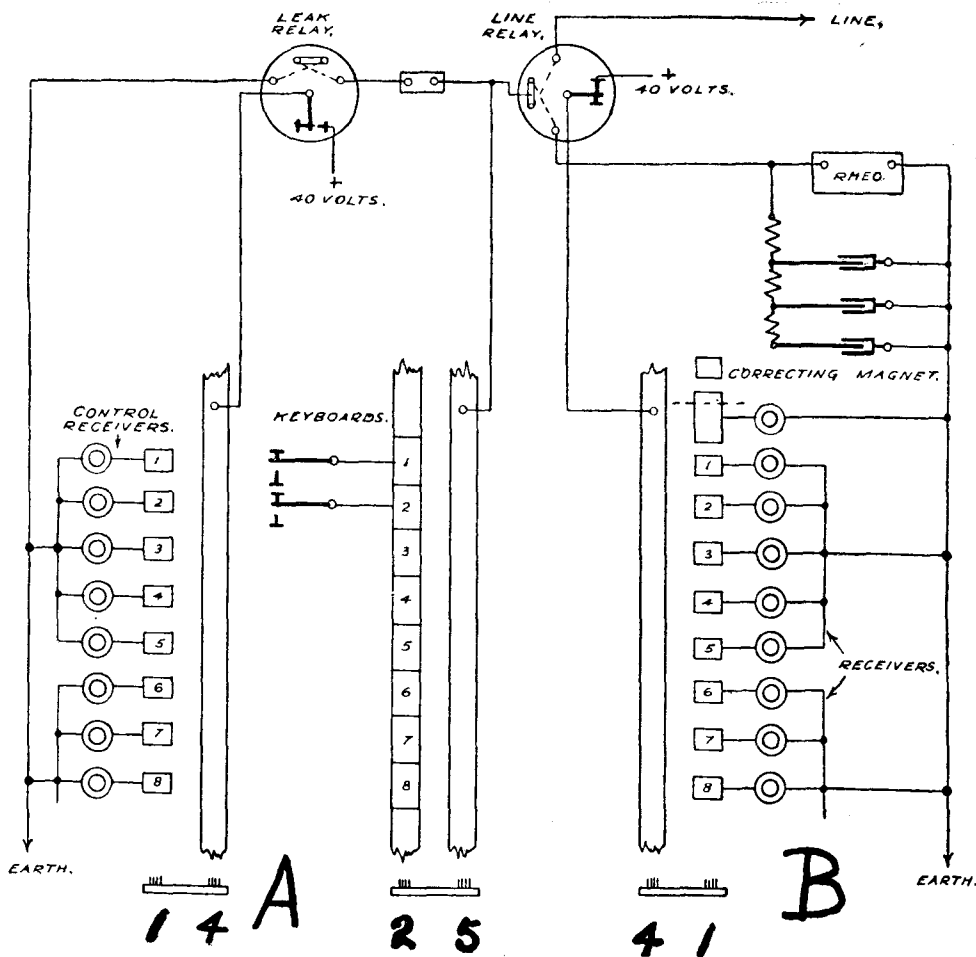 LEAK
RELAY.
LINE
RELAY.
LINE.
+
40 VOLTS.
+
40 VOLTS.
RHEO.
CORRECTING MAGNET.
CONTROL
RECEIVERS.
KEYBOARDS.
1
2
3
4
5
6
7
8
1
2
3
4
5
6
7
8
1
2
3
4
5
6
7
8
RECEIVERS.
EARTH.
EARTH.
A
B
1 4
2 5
4 1